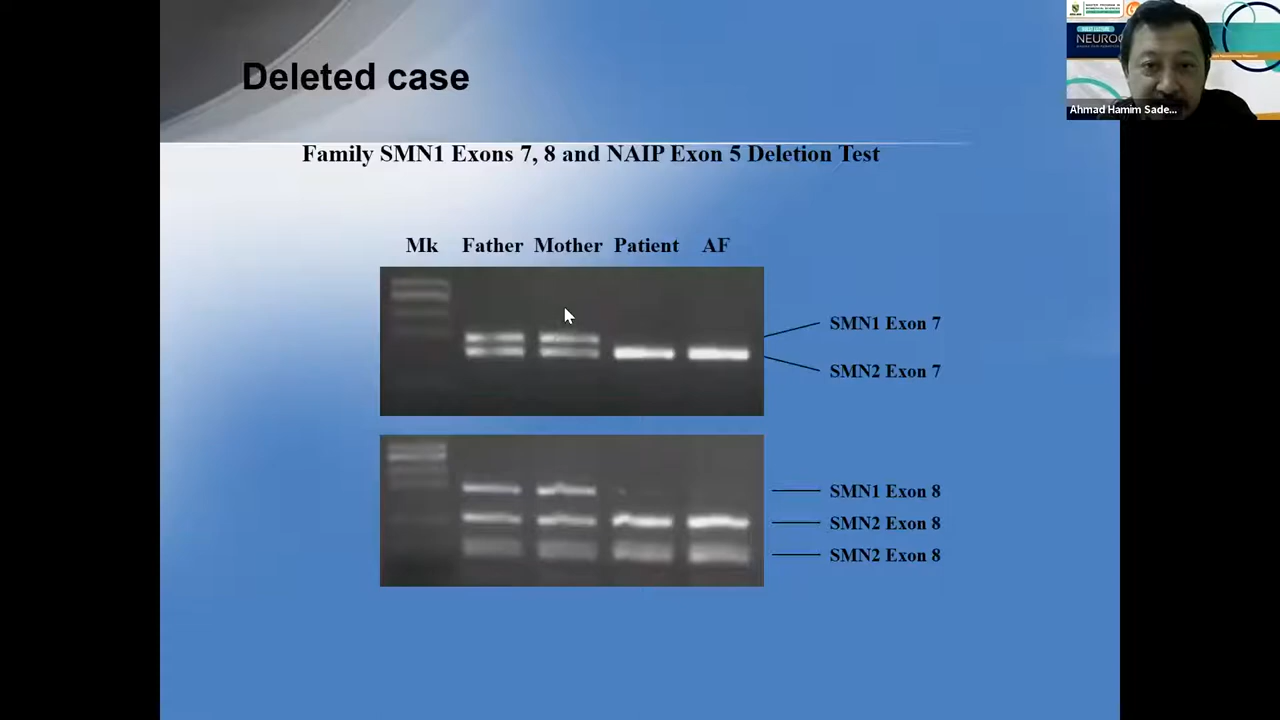 Deleted case
Family SMN1 Exons 7, 8 and NAIP Exon 5 Deletion Test
Mk Father Mother Patient AF
SMN1 Exon 7
SMN2 Exon 7
SMN1 Exon 8
SMN2 Exon 8
SMN2 Exon 8
NEUROG
Ahmad Hamim Sade...